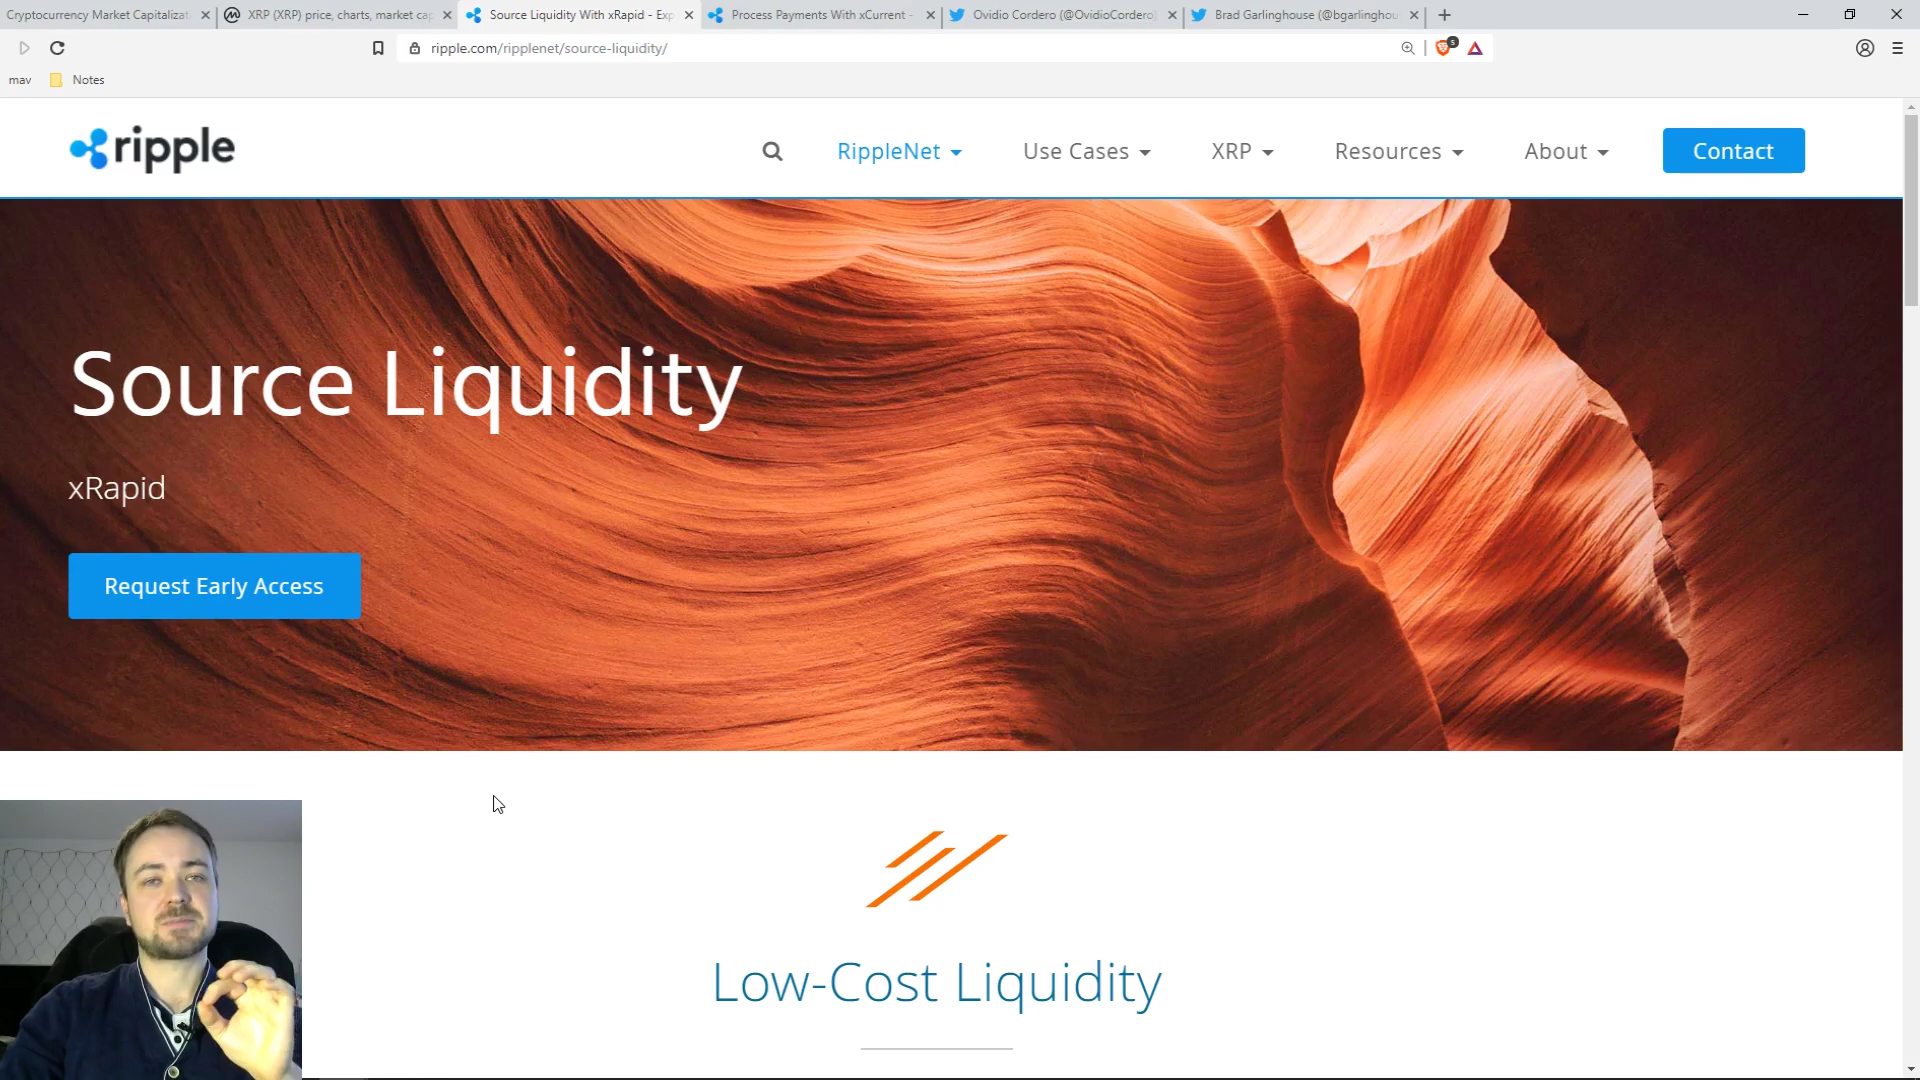 Cryptocurrency Market Capitalizat
XRP (XRP) price, charts, market cap
Source Liquidity With xRapid - Exp
Process Payments With xCurrent -
Ovidio Cordero (@OvidioCordero)
Brad Garlinghouse (@bgarlinghou
ripple.com/ripplenet/source-liquidity/
5
mav
Notes
ripple
RippleNet
Use Cases
XRP
Resources
About
Contact
Source Liquidity
xRapid
Request Early Access
Low-Cost Liquidity